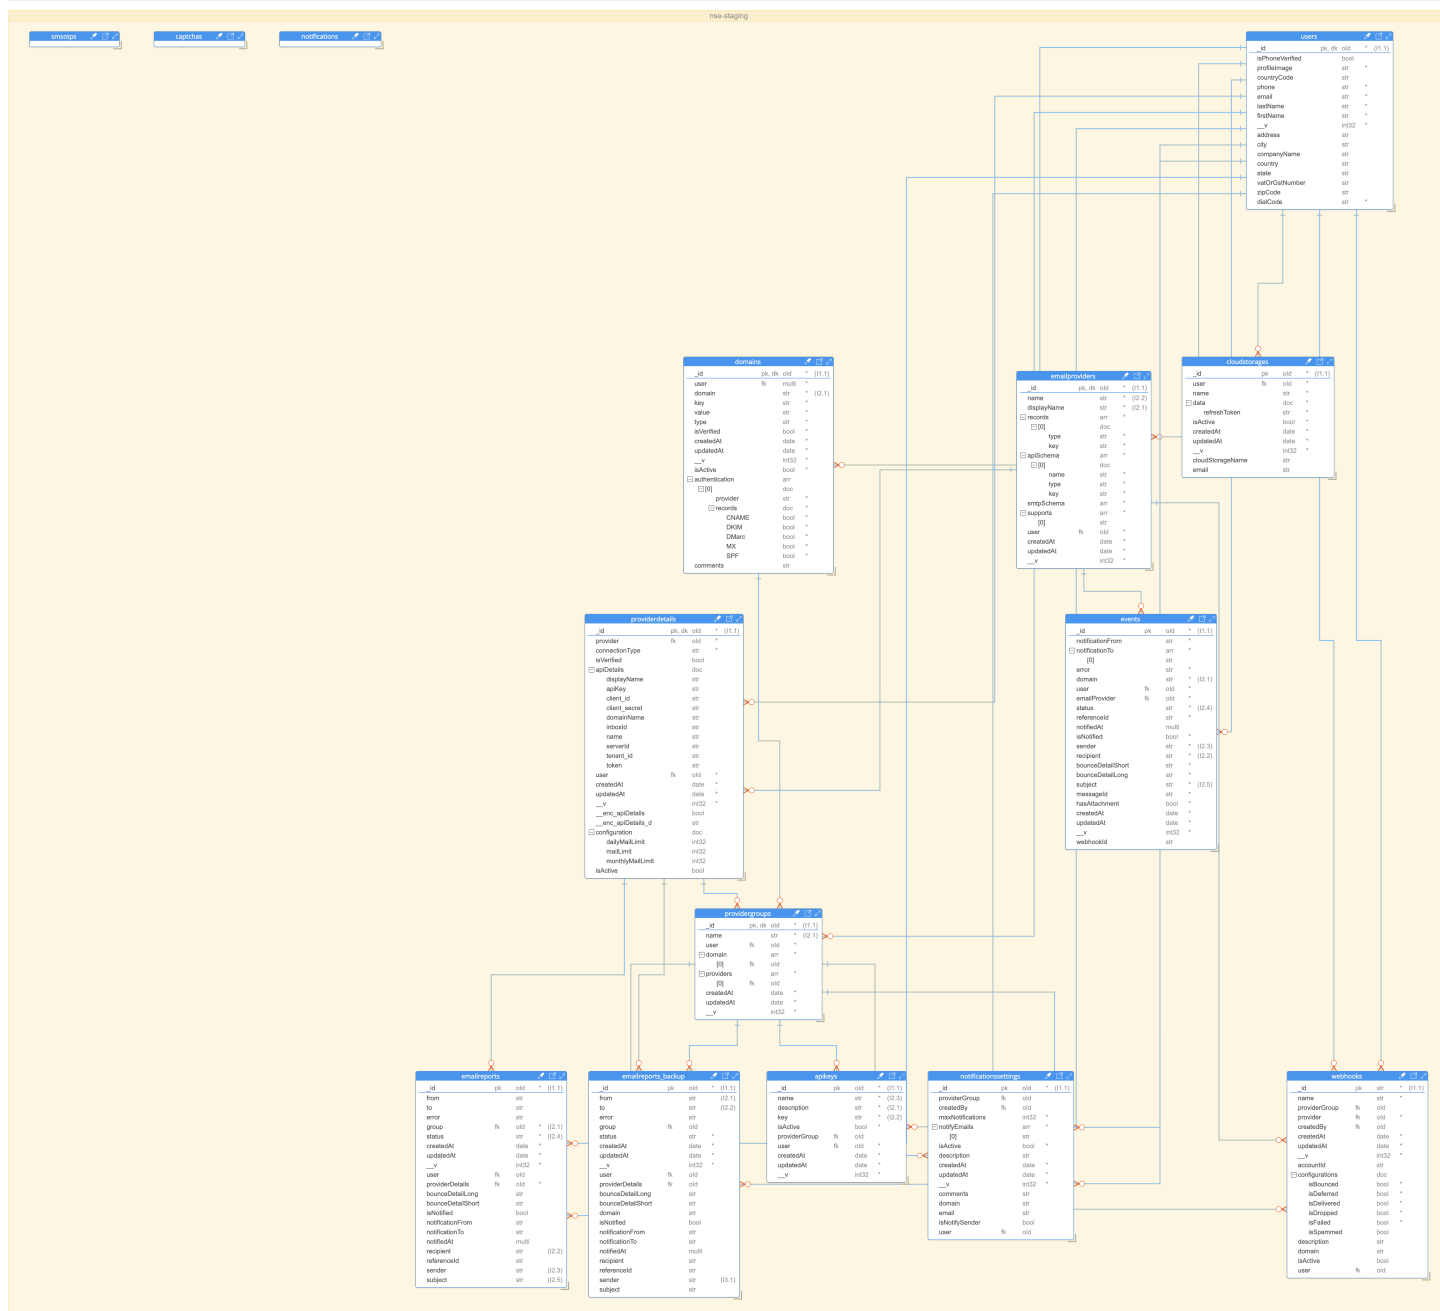 nse-staging
smsotps
captchas
notifications
users
_id pk, dk oId * (I1.1)
isPhoneVerified bool
profileImage str *
countryCode str
phone str *
email str *
lastName str *
firstName str *
__v int32 *
address str
city str
companyName str
country str
state str
vatOrGstNumber str
zipCode str
dialCode str *
domains
_id pk, dk oId * (I1.1)
user fk multi *
domain str * (I2.1)
key str *
value str *
type str *
isVerified bool *
createdAt date *
updatedAt date *
__v int32 *
isActive bool *
authentication arr
[0] doc
provider str *
records doc *
CNAME bool *
DKIM bool *
DMarc bool *
MX bool *
SPF bool *
comments str
emailproviders
_id pk, dk oId * (I1.1)
name str * (I2.2)
displayName str * (I2.1)
records arr *
[0] doc
type str *
key str *
apiSchema arr *
[0] doc
name str *
type str *
key str *
smtpSchema arr *
supports arr *
[0] str
user fk oId *
createdAt date *
updatedAt date *
__v int32 *
cloudstorages
_id pk oId * (I1.1)
user fk oId *
name str *
data doc *
refreshToken str *
isActive bool *
createdAt date *
updatedAt date *
__v int32 *
cloudStorageName str
email str
providerdetails
_id pk, dk oId * (I1.1)
provider fk oId *
connectionType str *
isVerified bool
apiDetails doc
displayName str
apiKey str
client_id str
client_secret str
domainName str
inboxId str
name str
serverId str
tenant_id str
token str
user fk oId *
createdAt date *
updatedAt date *
__v int32 *
__enc_apiDetails bool
__enc_apiDetails_d str
configuration doc
dailyMailLimit int32
mailLimit int32
monthlyMailLimit int32
isActive bool
events
_id pk oId * (I1.1)
notificationFrom str *
notificationTo arr *
[0] str
error str *
domain str * (I2.1)
user fk oId *
emailProvider fk oId *
status str * (I2.4)
referenceId str *
notifiedAt multi
isNotified bool *
sender str * (I2.3)
recipient str * (I2.2)
bounceDetailShort str *
bounceDetailLong str *
subject str * (I2.5)
messageId str *
hasAttachment bool *
createdAt date *
updatedAt date *
__v int32 *
webhookId str
providergroups
_id pk, dk oId * (I1.1)
name str * (I2.1)
user fk oId *
domain arr *
[0] fk oId
providers arr *
[0] fk oId
createdAt date *
updatedAt date *
__v int32 *
emailreports
_id pk oId * (I1.1)
from str
to str
error str
group fk oId * (I2.1)
status str * (I2.4)
createdAt date *
updatedAt date *
__v int32 *
user fk oId
providerDetails fk oId *
bounceDetailLong str
bounceDetailShort str
isNotified bool
notificationFrom str
notificationTo str
notifiedAt multi
recipient str (I2.2)
referenceId str
sender str (I2.3)
subject str (I2.5)
emailreports_backup
_id pk oId * (I1.1)
from str (I2.1)
to str (I2.2)
error str
group fk oId
status str *
createdAt date *
updatedAt date *
__v int32 *
user fk oId
providerDetails fk oId
bounceDetailLong str
bounceDetailShort str
domain str
isNotified bool
notificationFrom str
notificationTo str
notifiedAt multi
recipient str
referenceId str
sender str (I3.1)
subject str
apikeys
_id pk oId * (I1.1)
name str * (I2.3)
description str * (I2.1)
key str * (I2.2)
isActive bool *
providerGroup fk oId
user fk oId *
createdAt date *
updatedAt date *
__v int32 *
notificationssettings
_id pk oId * (I1.1)
providerGroup fk oId
createdBy fk oId
maxNotifications int32 *
notifyEmails arr *
[0] str
isActive bool *
description str
createdAt date *
updatedAt date *
__v int32 *
comments str
domain str
email str
isNotifySender bool
user fk oId
webhooks
_id pk str * (I1.1)
name str *
providerGroup fk oId
provider fk oId *
createdBy fk oId
createdAt date *
updatedAt date *
__v int32 *
accountId str
configurations doc
isBounced bool *
isDeferred bool *
isDelivered bool *
isDropped bool *
isFailed bool *
isSpammed bool
description str
domain str
isActive bool
user fk oId